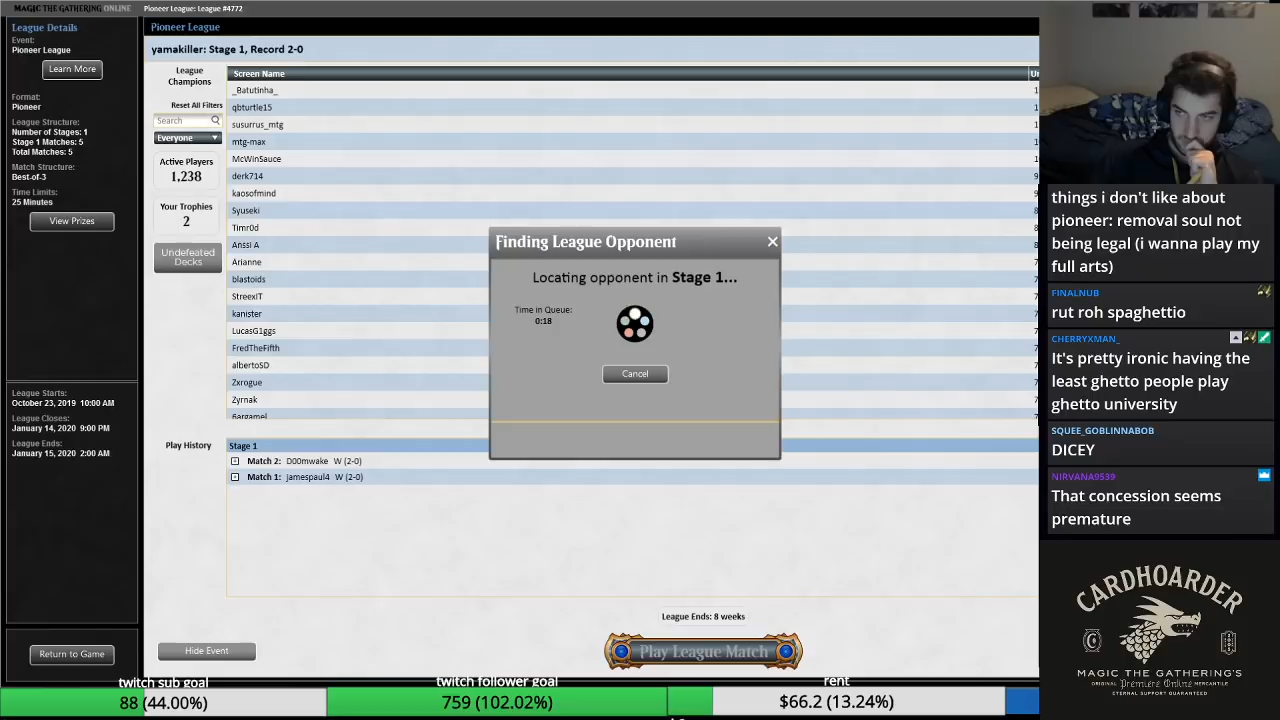 MAGIC THE GATHERING ONLINE
Pioneer League: League #4772
League Details
Event:
Pioneer League
Learn More
Format:
Pioneer
League Structure:
Number of Stages: 1
Stage 1 Matches: 5
Total Matches: 5
Match Structure:
Best-of-3
Time Limits:
25 Minutes
View Prizes
League Starts:
October 23, 2019 10:00 AM
League Closes:
January 14, 2020 9:00 PM
League Ends:
January 15, 2020 2:00 AM
Return to Game
Pioneer League
yamakiller: Stage 1, Record 2-0
League
Champions
Reset All Filters
Search
Everyone
Active Players
1,238
Your Trophies
2
Undefeated
Decks
Screen Name
_Batutinha_
qbturtle15
susurrus_mtg
mtg-max
McWinSauce
derk714
kaosofmind
Syuseki
Timr0d
Anssi A
Arianne
blastoids
StreexIT
kanister
LucasG1ggs
FredTheFifth
albertoSD
Zxrogue
Zyrnak
6argamel
Finding League Opponent
Locating opponent in Stage 1...
Time in Queue:
0:18
Cancel
Play History
Stage 1
Match 2: D00mwake W (2-0)
Match 1: jamespaul4 W (2-0)
League Ends: 8 weeks
Hide Event
Play League Match
things i don't like about
pioneer: removal soul not
being legal (i wanna play my
full arts)
FINALNUB
rut roh spaghettio
CHERRYXMAN_
It's pretty ironic having the
least ghetto people play
ghetto university
SQUEE_GOBLINNABOB
DICEY
NIRVANA9539
That concession seems
premature
CARDHOARDER
MAGIC THE GATHERING'S
ORIGINAL Premiere Online MERCANTILE
ETERNAL SUPPORT GUARANTEED
twitch sub goal
88 (44.00%)
twitch follower goal
759 (102.02%)
rent
$66.2 (13.24%)